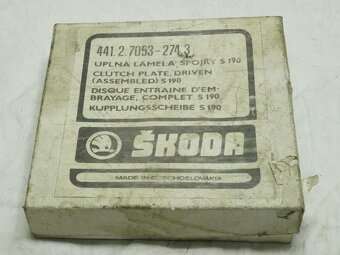 441.2.7053-274.3
ÚPLNÁ LAMELA SPOJKY S 190
CLUTCH PLATE, DRIVEN
(ASSEMBLED) S 190
DISQUE ENTRAINE D'EM-
BRAYAGE, COMPLET S 190
KUPPLUNGSSCHEIBE S 190
ŠKODA
MADE IN CZECHOSLOVAKIA